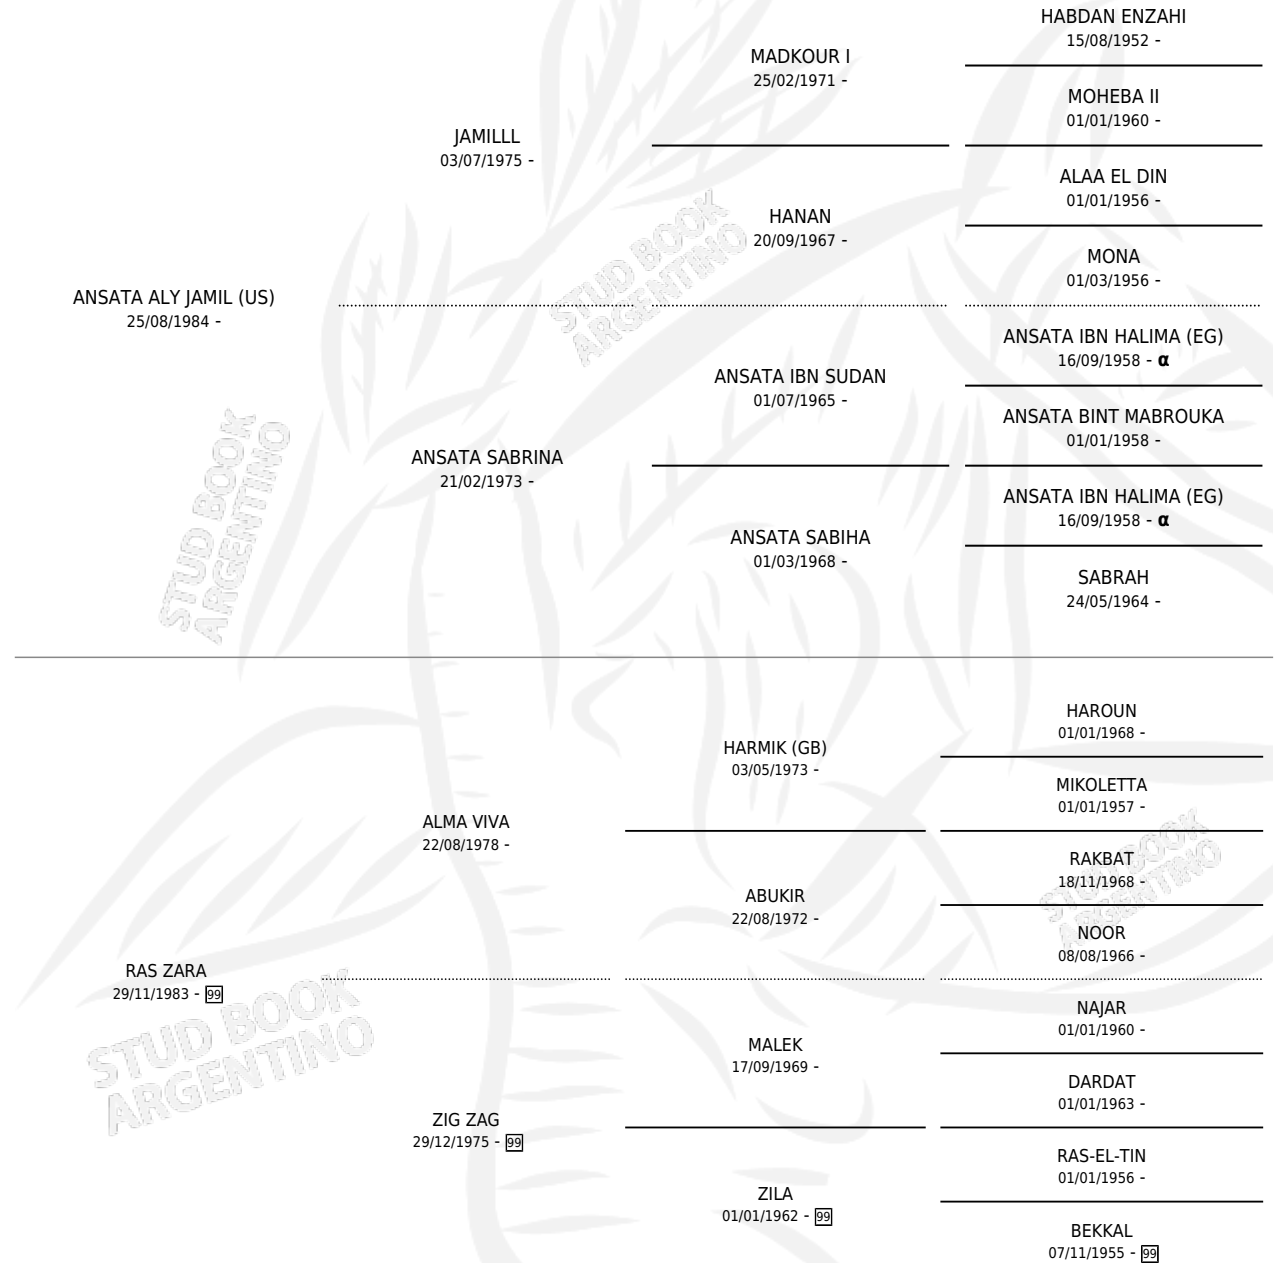 HABDAN ENZAHI
15/08/1952 -
MADKOUR I
25/02/1971 -
MOHEBA II
01/01/1960 -
JAMILLL
03/07/1975 -
ALAA EL DIN
01/01/1956 -
HANAN
20/09/1967 -
MONA
01/03/1956 -
ANSATA ALY JAMIL (US)
25/08/1984 -
ANSATA IBN HALIMA (EG)
16/09/1958 - α
ANSATA IBN SUDAN
01/07/1965 -
ANSATA BINT MABROUKA
01/01/1958 -
ANSATA SABRINA
21/02/1973 -
ANSATA IBN HALIMA (EG)
16/09/1958 - α
ANSATA SABIHA
01/03/1968 -
SABRAH
24/05/1964 -
HAROUN
01/01/1968 -
HARMIK (GB)
03/05/1973 -
MIKOLETTA
01/01/1957 -
ALMA VIVA
22/08/1978 -
RAKBAT
18/11/1968 -
ABUKIR
22/08/1972 -
NOOR
08/08/1966 -
RAS ZARA
29/11/1983 - 99
NAJAR
01/01/1960 -
MALEK
17/09/1969 -
DARDAT
01/01/1963 -
ZIG ZAG
29/12/1975 - 99
RAS-EL-TIN
01/01/1956 -
ZILA
01/01/1962 - 99
BEKKAL
07/11/1955 - 99
STUD BOOK
ARGENTINO
STUD BOOK
ARGENTINO
STUD BOOK
ARGENTINO
STUD BOOK
ARGENTINO